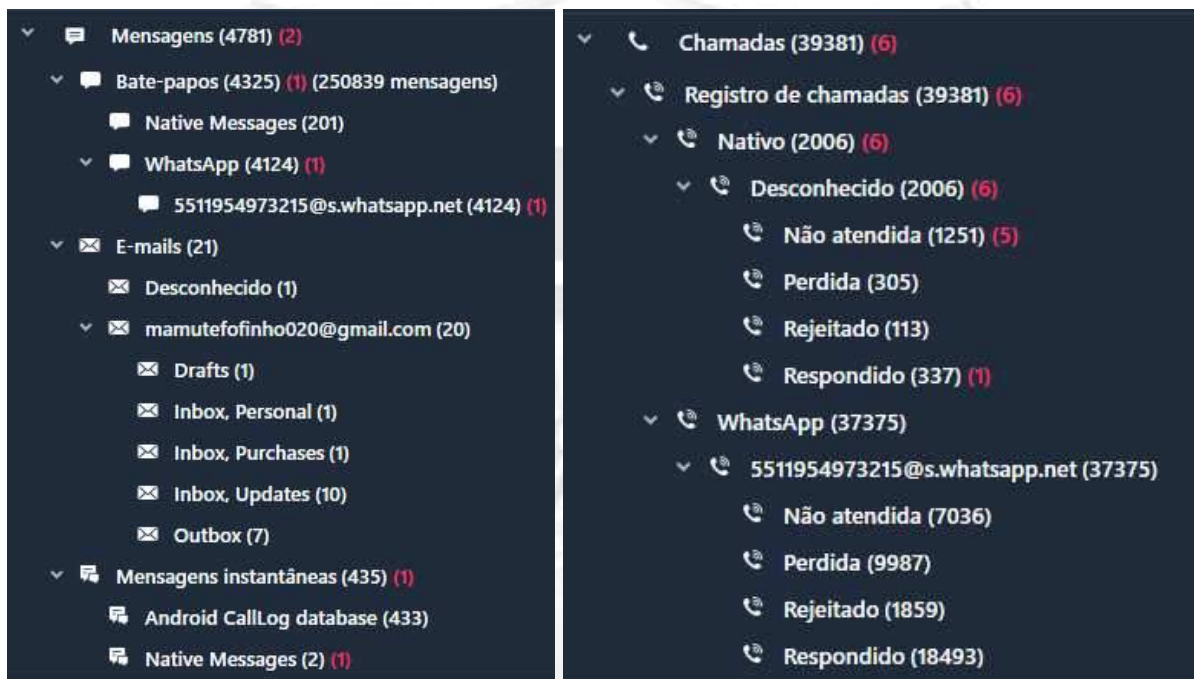 Mensagens (4781) (2)
Bate-papos (4325) (1) (250839 mensagens)
Native Messages (201)
WhatsApp (4124) (1)
5511954973215@s.whatsapp.net (4124) (1)
E-mails (21)
Desconhecido (1)
mamutefofinho020@gmail.com (20)
Drafts (1)
Inbox, Personal (1)
Inbox, Purchases (1)
Inbox, Updates (10)
Outbox (7)
Mensagens instantâneas (435) (1)
Android CallLog database (433)
Native Messages (2) (1)
Chamadas (39381) (6)
Registro de chamadas (39381) (6)
Nativo (2006) (6)
Desconhecido (2006) (6)
Não atendida (1251) (5)
Perdida (305)
Rejeitado (113)
Respondido (337) (1)
WhatsApp (37375)
5511954973215@s.whatsapp.net (37375)
Não atendida (7036)
Perdida (9987)
Rejeitado (1859)
Respondido (18493)